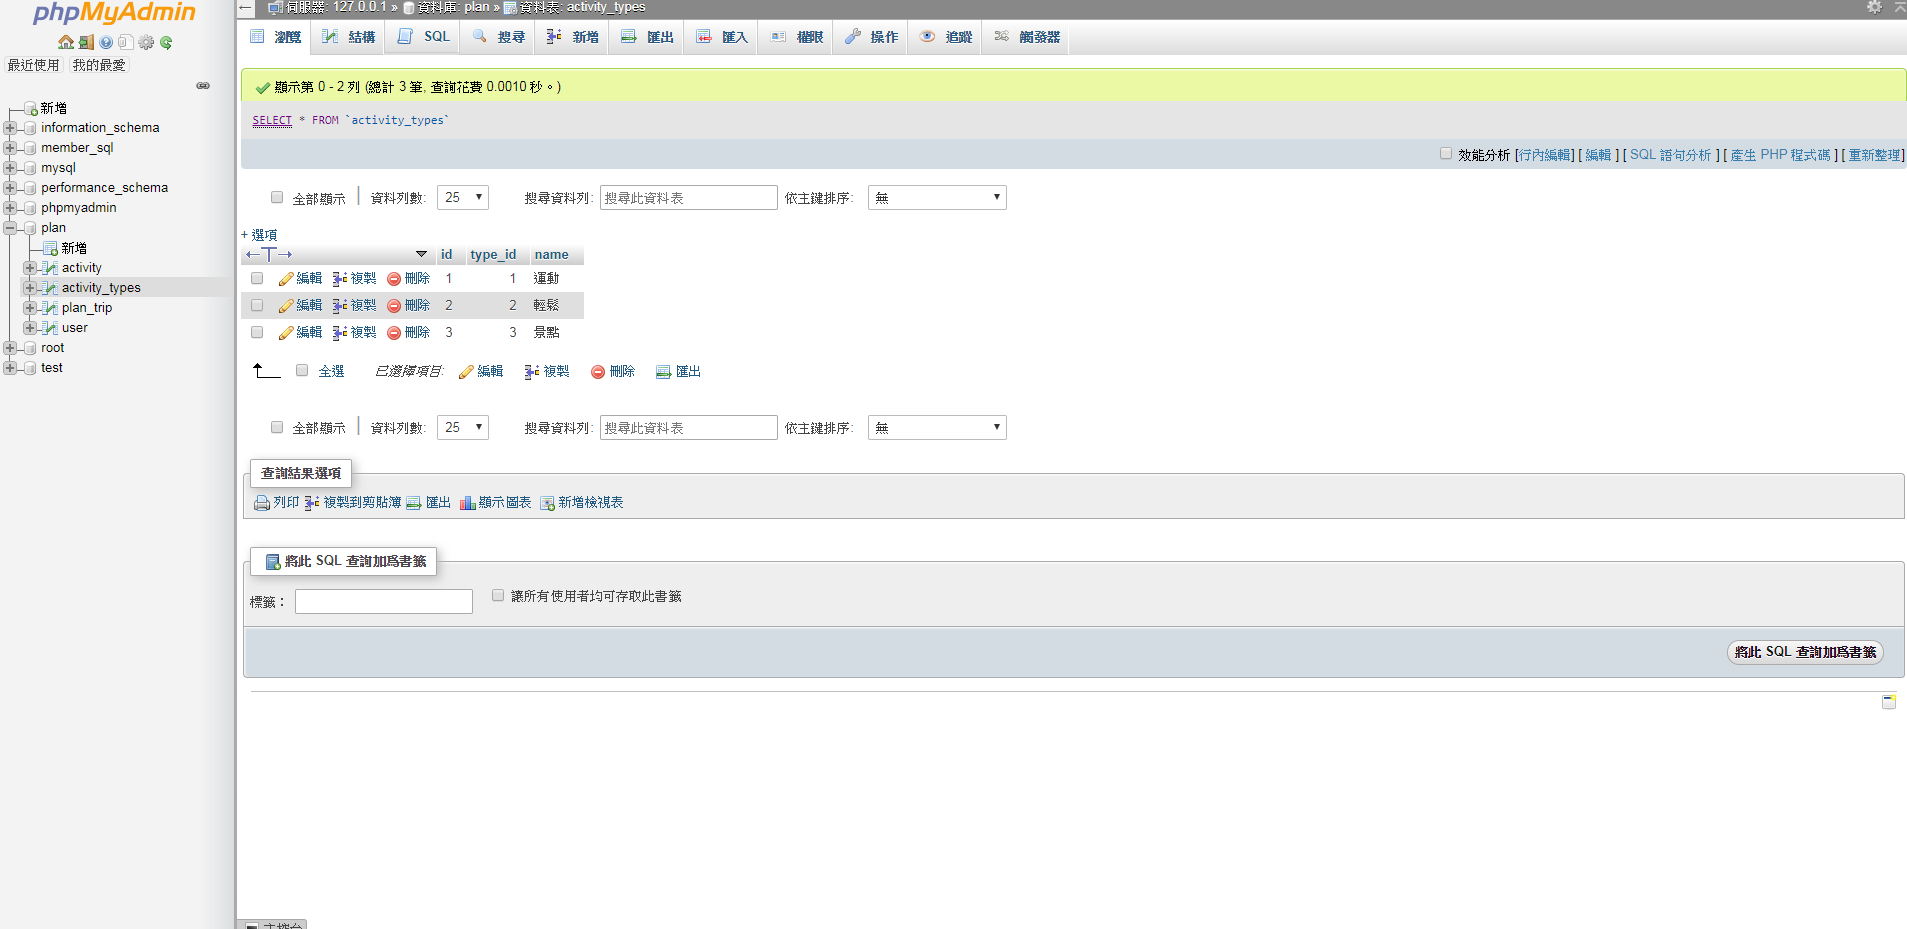 phpMyAdmin
最近使用 我的最愛
新增
information_schema
member_sql
mysql
performance_schema
phpmyadmin
plan
新增
activity
activity_types
plan_trip
user
root
test
伺服器: 127.0.0.1 » 資料庫: plan » 資料表: activity_types
瀏覽 結構 SQL 搜尋 新增 匯出 匯入 權限 操作 追蹤 觸發器
顯示第 0 - 2 列 (總計 3 筆, 查詢花費 0.0010 秒。)
SELECT * FROM `activity_types`
效能分析 [行內編輯] [ 編輯 ] [ SQL 語句分析 ] [ 產生 PHP 程式碼 ] [ 重新整理]
全部顯示 | 資料列數: 25 搜尋資料列: 搜尋此資料表 依主鍵排序: 無
+ 選項
←T→ id type_id name
編輯 複製 刪除 1 1 運動
編輯 複製 刪除 2 2 輕鬆
編輯 複製 刪除 3 3 景點
全選 已選擇項目: 編輯 複製 刪除 匯出
全部顯示 | 資料列數: 25 搜尋資料列: 搜尋此資料表 依主鍵排序: 無
查詢結果選項
列印 複製到剪貼簿 匯出 顯示圖表 新增檢視表
將此 SQL 查詢加為書籤
標籤： 讓所有使用者均可存取此書籤
將此 SQL 查詢加為書籤
主控台